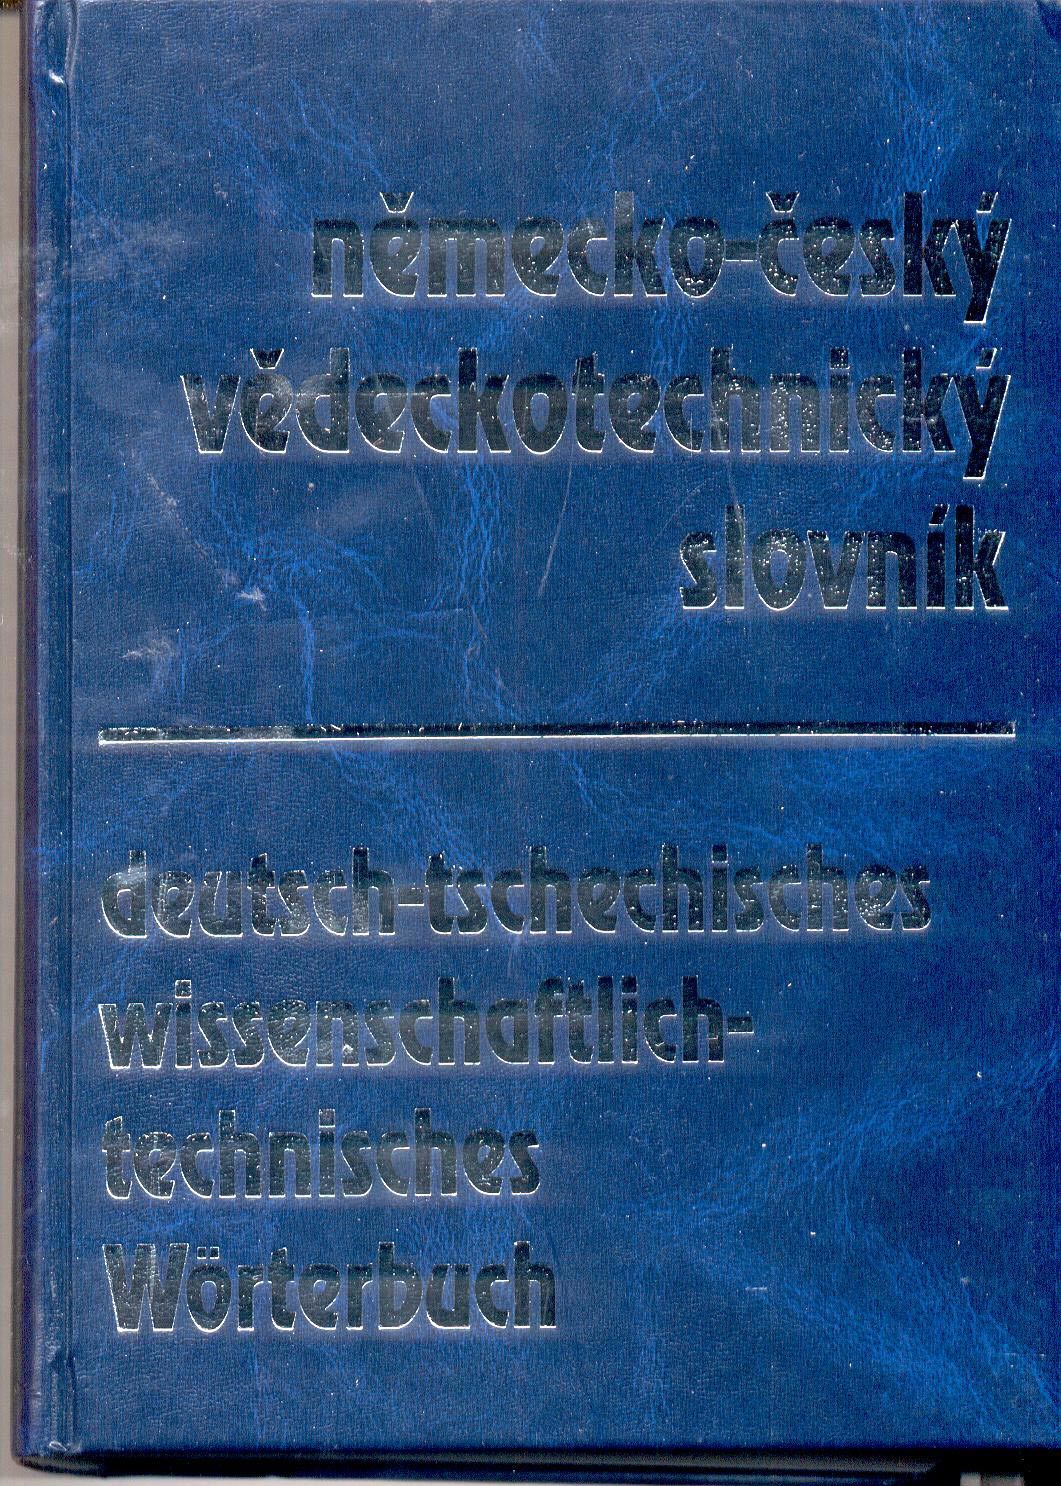 německo-český
vědeckotechnický
slovník
deutsch-tschechisches
wissenschaftlich-
technisches
Wörterbuch